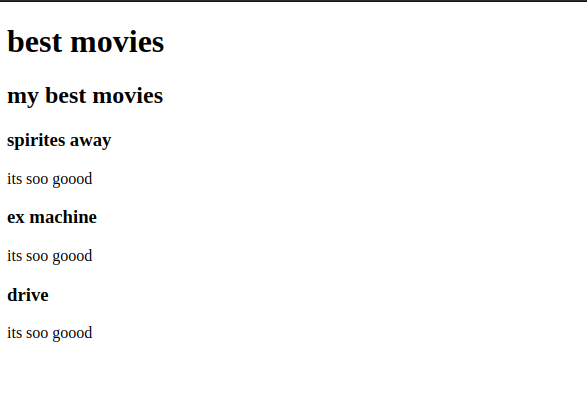 best movies
my best movies
spirites away
its soo goood
ex machine
its soo goood
drive
its soo goood